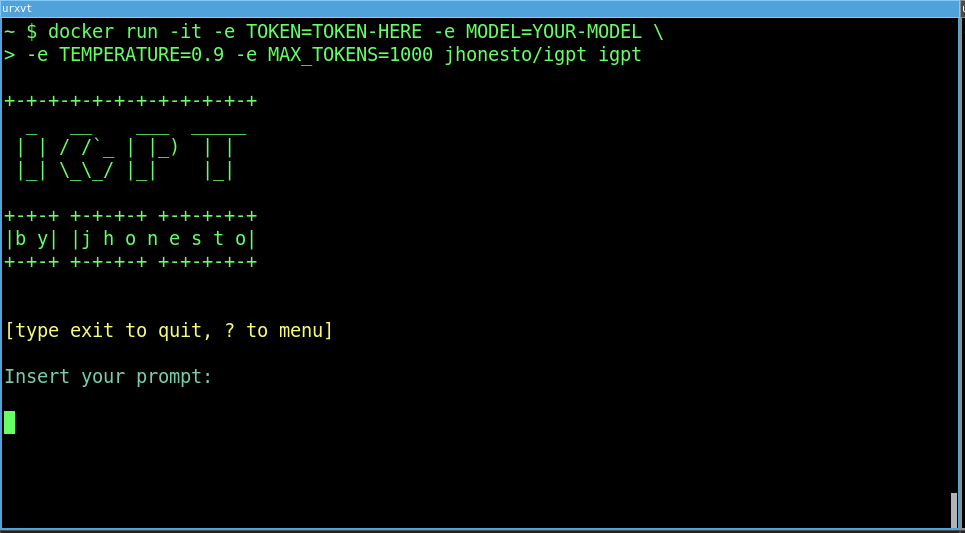 urxvt
~ $ docker run -it -e TOKEN=TOKEN-HERE -e MODEL=YOUR-MODEL \
> -e TEMPERATURE=0.9 -e MAX_TOKENS=1000 jhonesto/igpt igpt
+-+-+-+-+-+-+-+-+-+-+-+
  _   __    ___  _____
 | | / /`_ | |_)  | |
 |_| \_\_/ |_|    |_|
+-+-+ +-+-+-+ +-+-+-+-+
|b y| |j h o n e s t o|
+-+-+ +-+-+-+ +-+-+-+-+
[type exit to quit, ? to menu]
Insert your prompt: